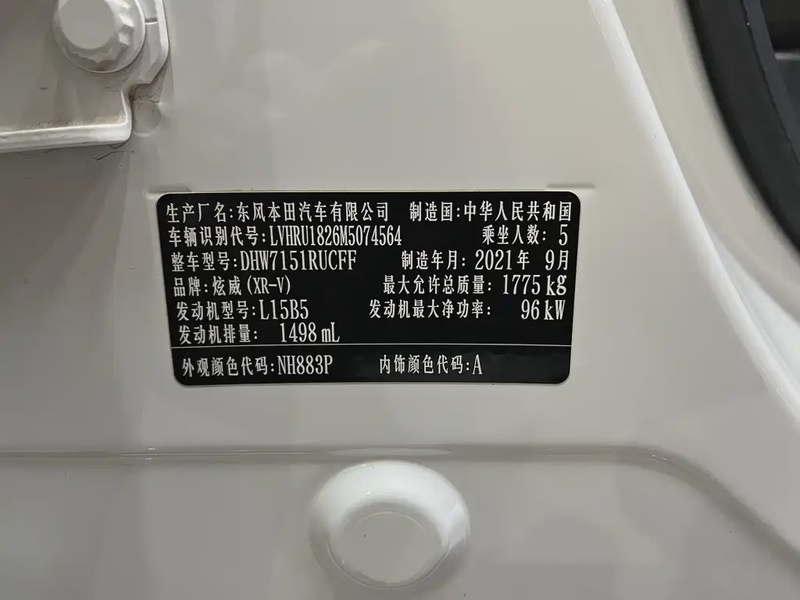 生产厂名:东风本田汽车有限公司 制造国:中华人民共和国
车辆识别代号:LVHRU1826M5074564 乘坐人数: 5
整车型号:DHW7151RUCFF 制造年月: 2021年 9月
品牌: 炫威(XR-V) 最大允许总质量: 1775 kg
发动机型号: L15B5 发动机最大净功率: 96 kW
发动机排量: 1498 mL
外观颜色代码: NH883P 内饰颜色代码: A